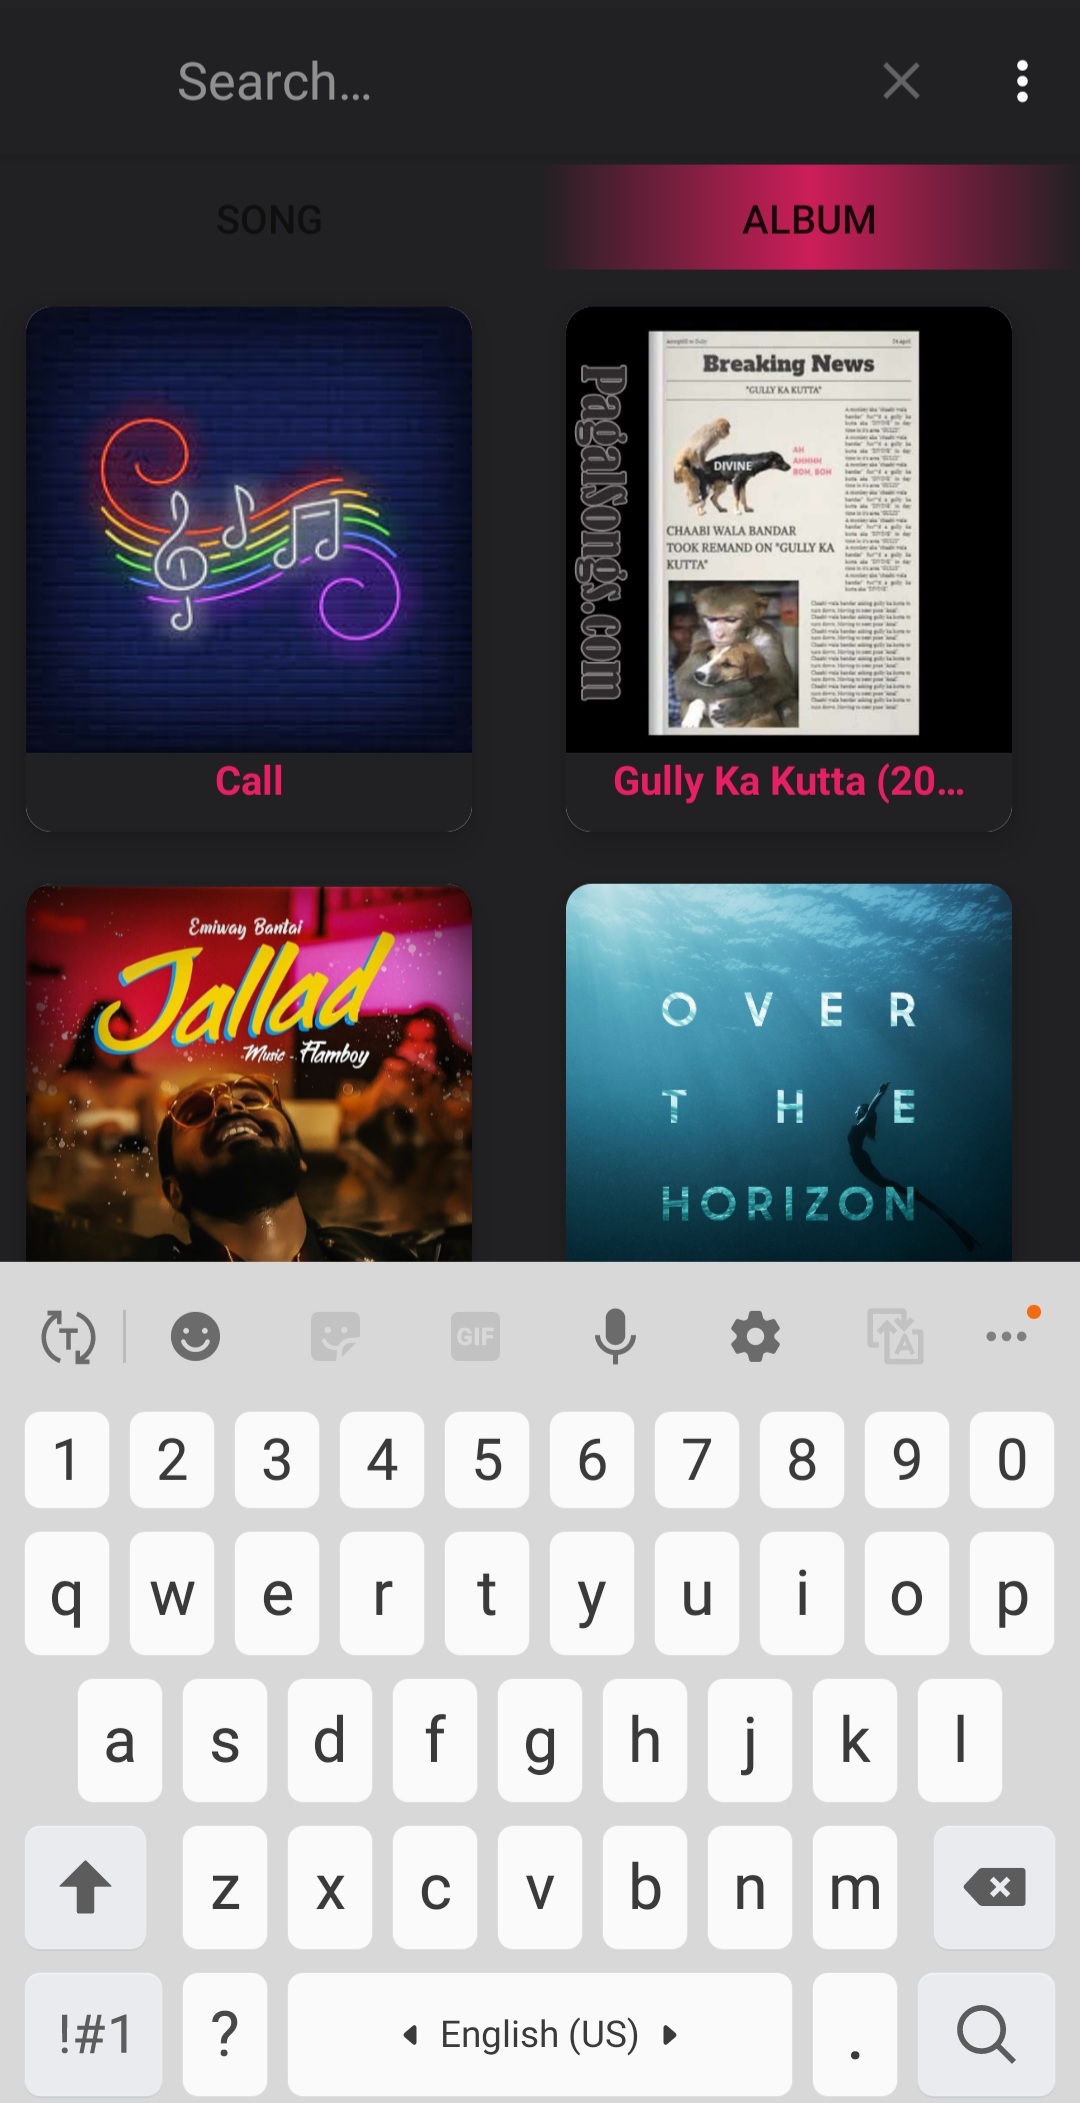 Search...
SONG
ALBUM
Pagalsongs.com
Breaking News
"GULLY KA KUTTA"
DIVINE
AH
AHHHH
BOH, BOH
CHAABI WALA BANDAR
TOOK REMAND ON "GULLY KA
KUTTA"
Call
Gully Ka Kutta (20...
Emiway Bantai
Jallad
Music - Flamboy
OVER
THE
HORIZON
T
GIF
A
1 2 3 4 5 6 7 8 9 0
q w e r t y u i o p
a s d f g h j k l
z x c v b n m
!#1 ? English (US) .